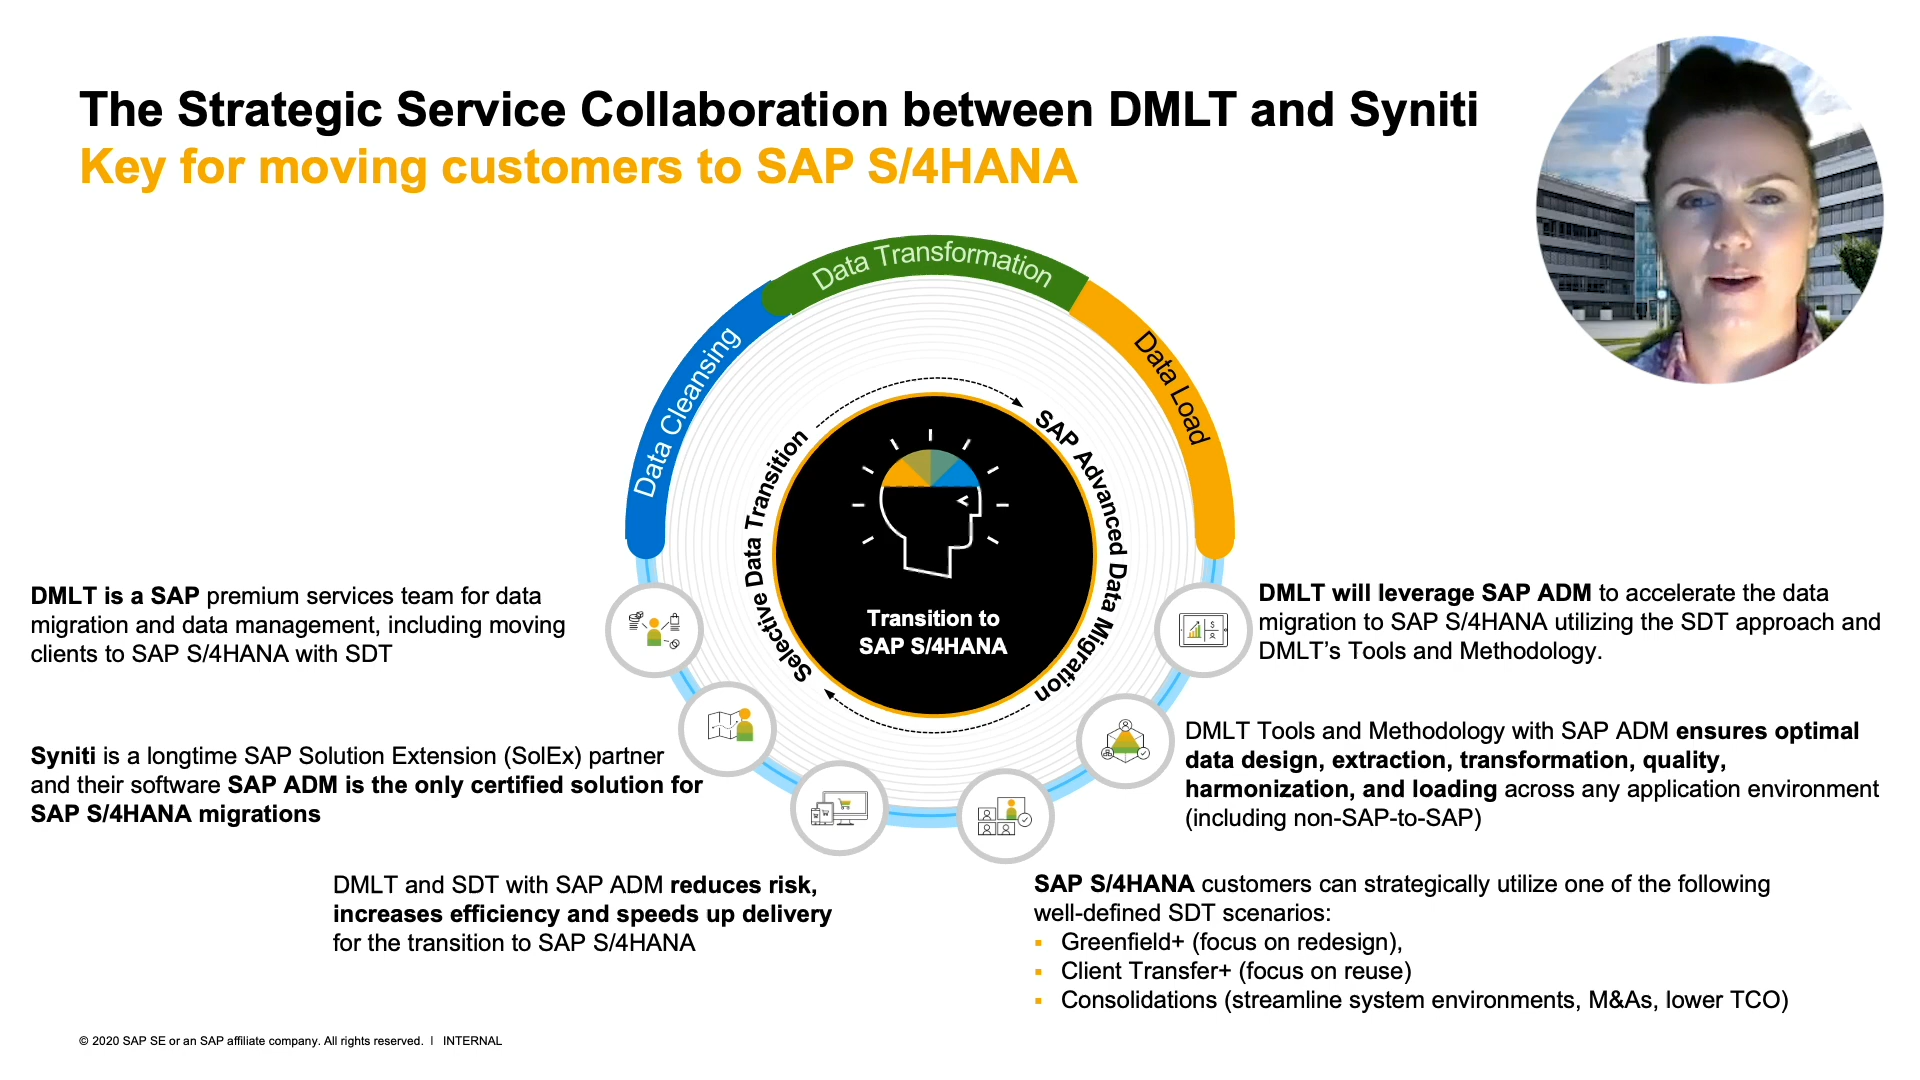 The Strategic Service Collaboration between DMLT and Syniti
Key for moving customers to SAP S/4HANA
Data Cleansing
Data Transformation
Data Load
Selective Data Transition
SAP Advanced Data Migration
Transition to
SAP S/4HANA
DMLT is a SAP premium services team for data
migration and data management, including moving
clients to SAP S/4HANA with SDT
Syniti is a longtime SAP Solution Extension (SolEx) partner
and their software SAP ADM is the only certified solution for
SAP S/4HANA migrations
DMLT and SDT with SAP ADM reduces risk,
increases efficiency and speeds up delivery
for the transition to SAP S/4HANA
DMLT will leverage SAP ADM to accelerate the data
migration to SAP S/4HANA utilizing the SDT approach and
DMLT’s Tools and Methodology.
DMLT Tools and Methodology with SAP ADM ensures optimal
data design, extraction, transformation, quality,
harmonization, and loading across any application environment
(including non-SAP-to-SAP)
SAP S/4HANA customers can strategically utilize one of the following
well-defined SDT scenarios:
▪ Greenfield+ (focus on redesign),
▪ Client Transfer+ (focus on reuse)
▪ Consolidations (streamline system environments, M&As, lower TCO)
© 2020 SAP SE or an SAP affiliate company. All rights reserved. | INTERNAL